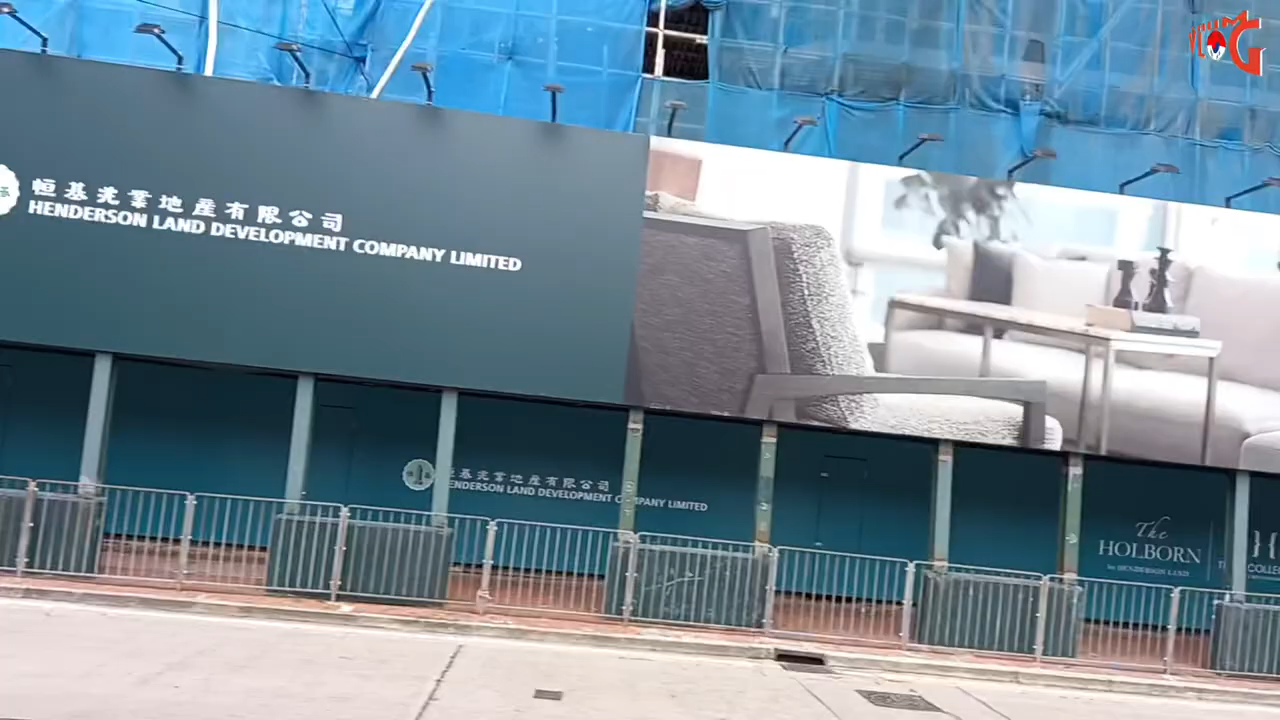 恒基兆業地產有限公司
HENDERSON LAND DEVELOPMENT COMPANY LIMITED
恒基兆業地產有限公司
HENDERSON LAND DEVELOPMENT COMPANY LIMITED
The
HOLBORN
by HENDERSON LAND
VLOG